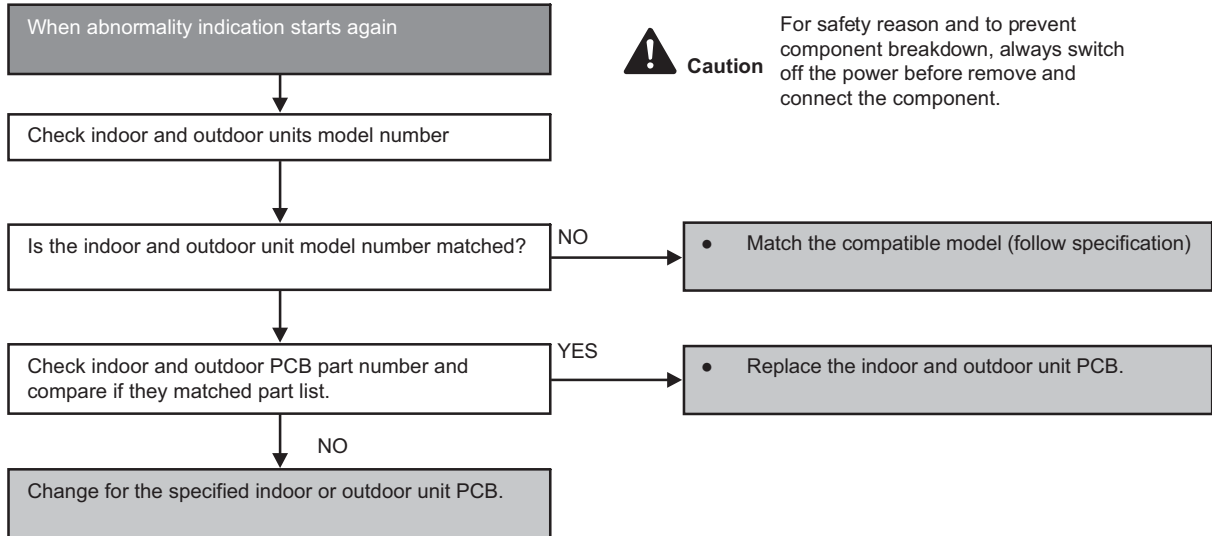 When abnormality indication starts again
For safety reason and to prevent
component breakdown, always switch
off the power before remove and
connect the component.
Caution
Check indoor and outdoor units model number
Is the indoor and outdoor unit model number matched?
NO
● Match the compatible model (follow specification)
Check indoor and outdoor PCB part number and
compare if they matched part list.
YES
● Replace the indoor and outdoor unit PCB.
NO
Change for the specified indoor or outdoor unit PCB.